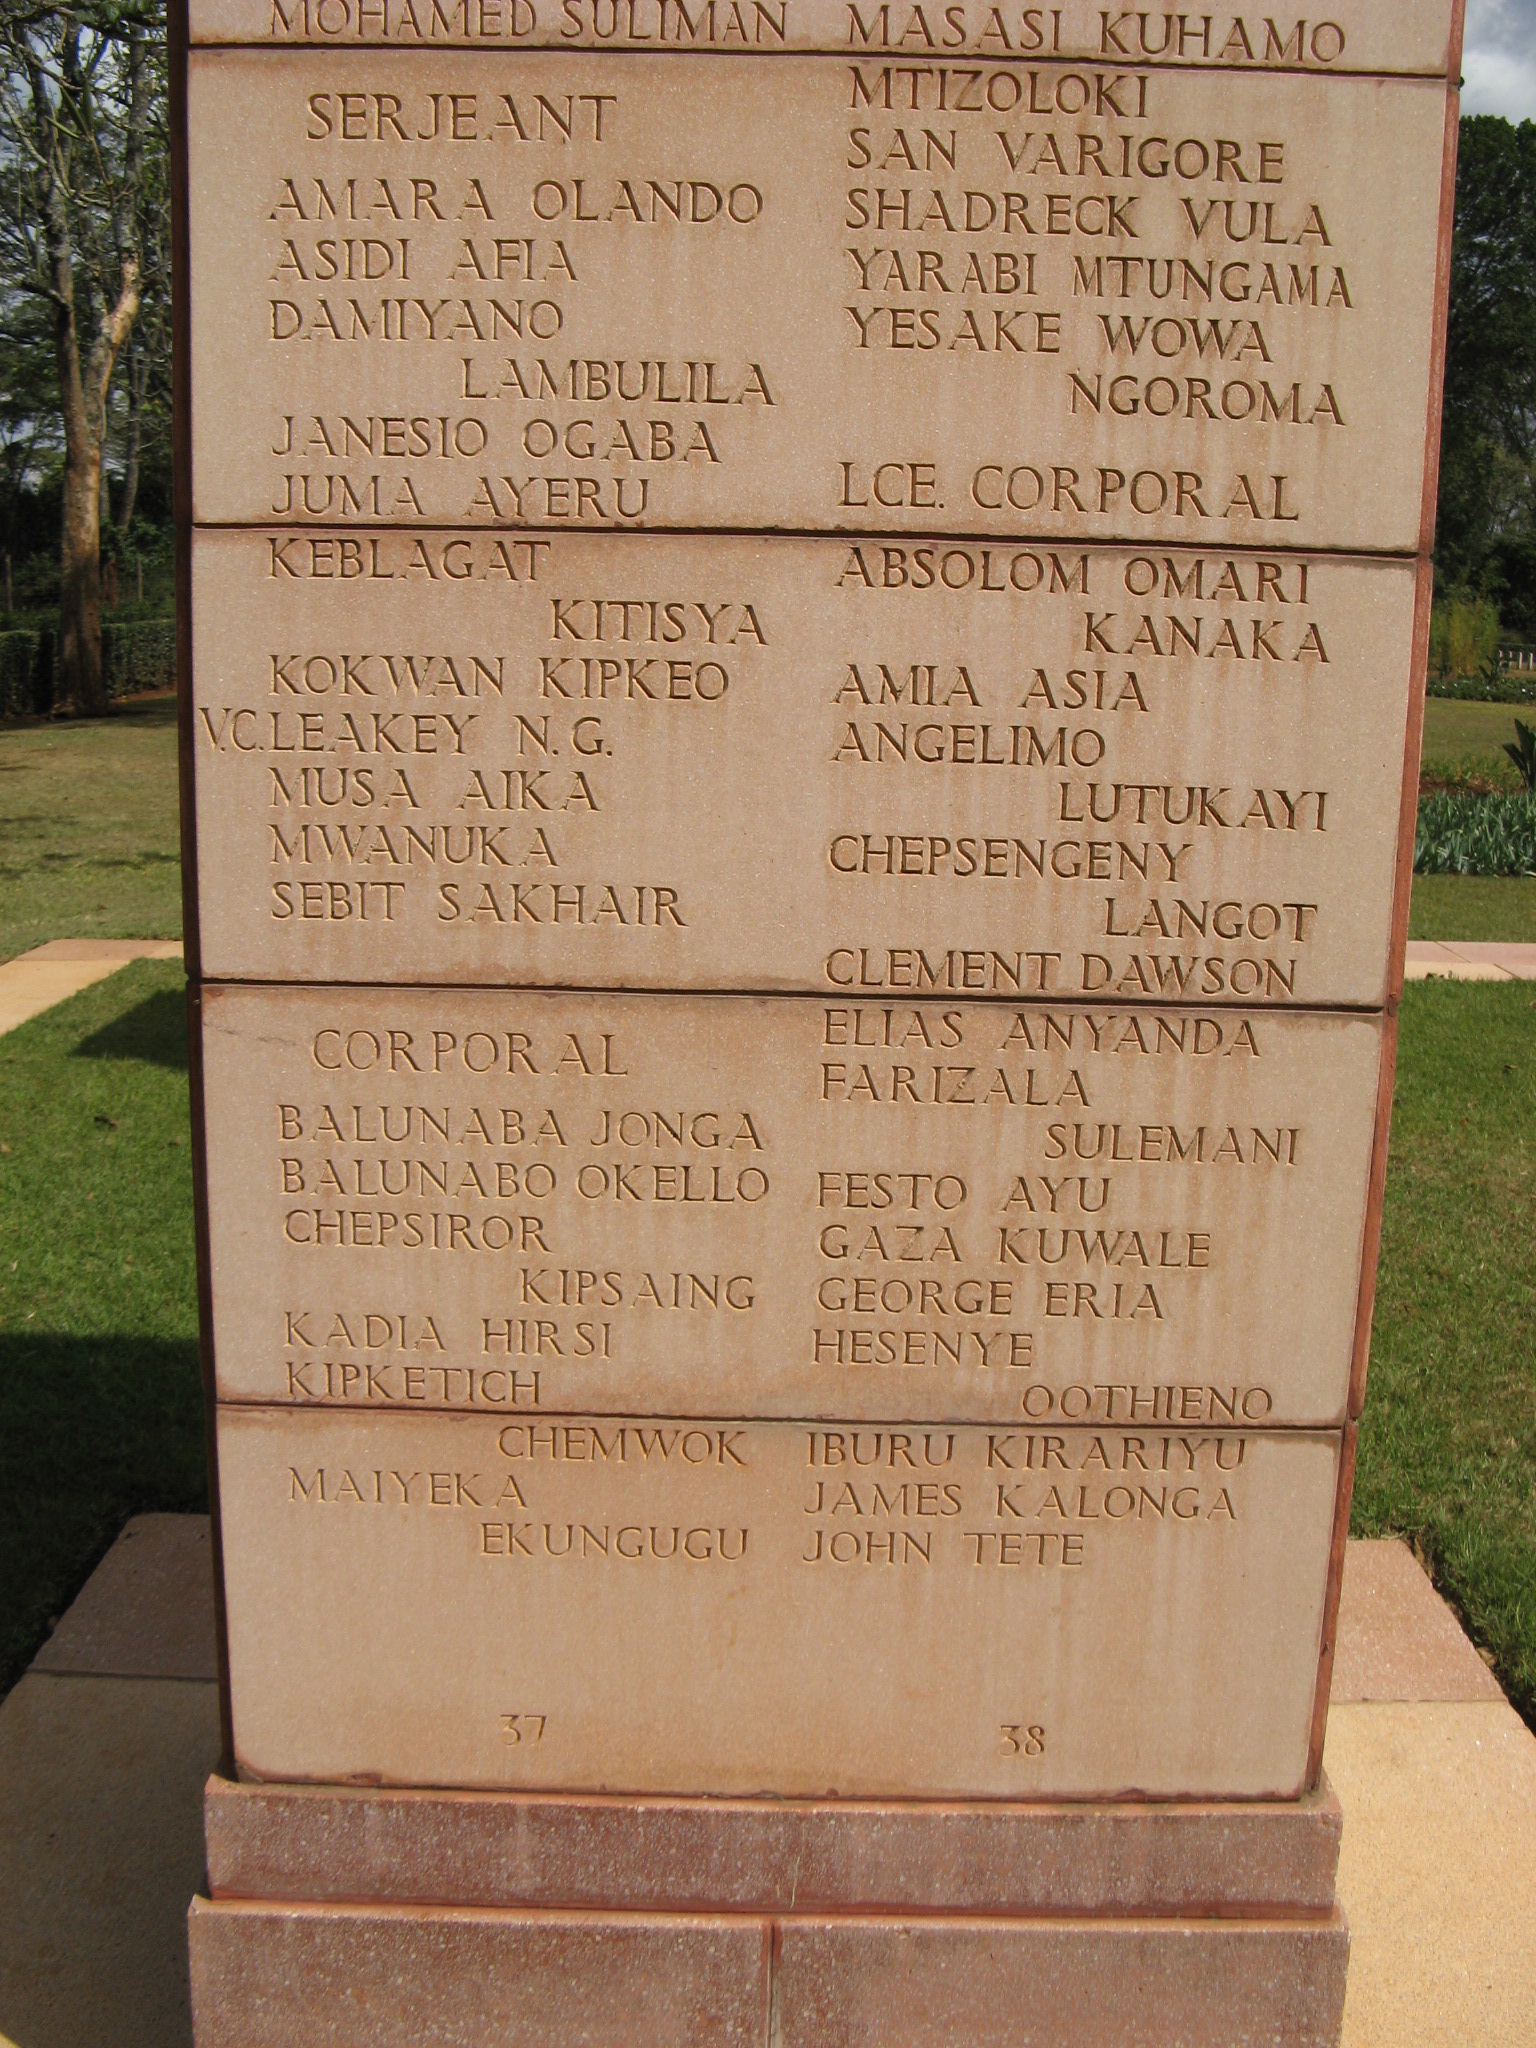 MOHAMED SULIMAN
SERJEANT
AMARA OLANDO
ASIDI AFIA
DAMIYANO
LAMBULILA
JANESIO OGABA
JUMA AYERU
KEBLAGAT
KITISYA
KOKWAN KIPKEO
V.C. LEAKEY N.G.
MUSA AIKA
MWANUKA
SEBIT SAKHAIR
CORPORAL
BALUNABA JONGA
BALUNABO OKELLO
CHEPSIROR
KIPSAING
KADIA HIRSI
KIPKETICH
CHEMWOK
MAIYEKA
EKUNGUGU
37
MASASI KUHAMO
MTIZOLOKI
SAN VARIGORE
SHADRECK VULA
YARABI MTUNGAMA
YESAKE WOWA
NGOROMA
LCE. CORPORAL
ABSOLOM OMARI
KANAKA
AMIA ASIA
ANGELIMO
LUTUKAYI
CHEPSENGENY
LANGOT
CLEMENT DAWSON
ELIAS ANYANDA
FARIZALA
SULEMANI
FESTO AYU
GAZA KUWALE
GEORGE ERIA
HESENYE
OOTHIENO
IBURU KIRARIYU
JAMES KALONGA
JOHN TETE
38